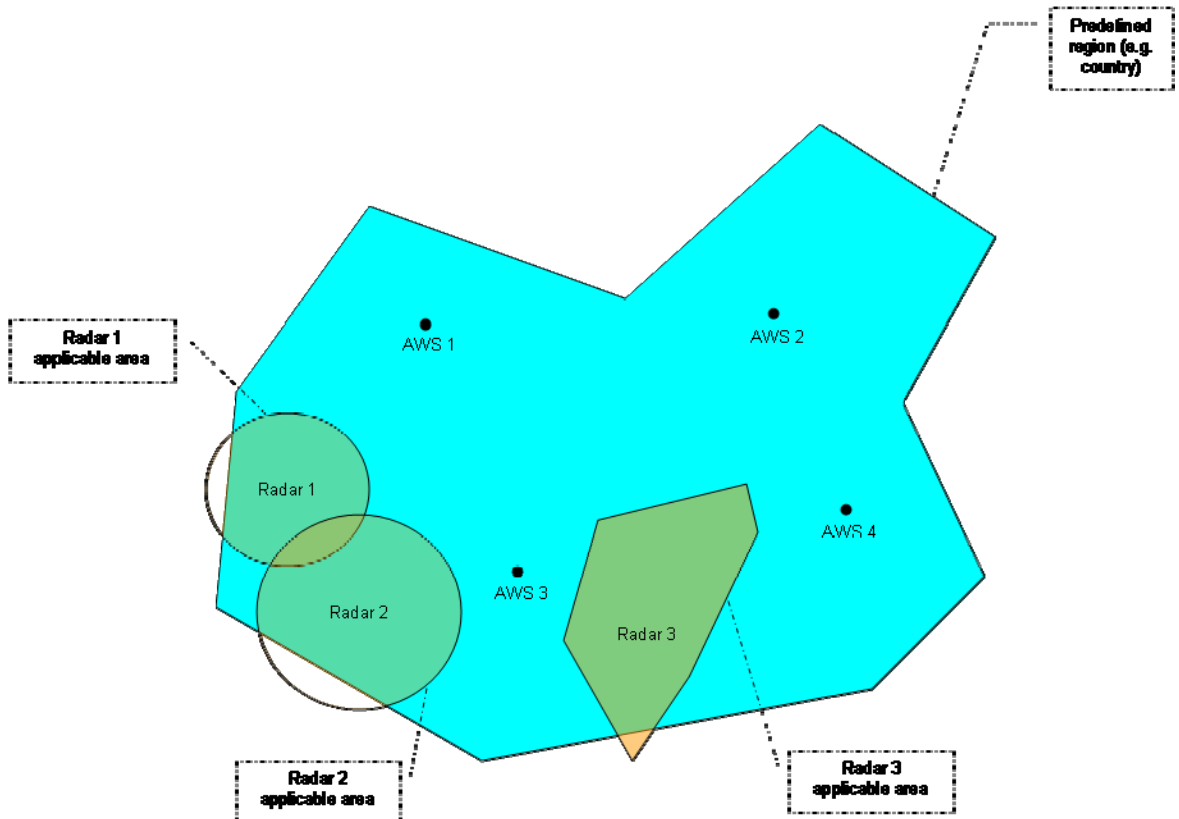 Predefined
region (e.g.
country)
AWS 1
AWS 2
Radar 1
applicable area
Radar 1
AWS 4
AWS 3
Radar 2
Radar 3
Radar 2
applicable area
Radar 3
applicable area